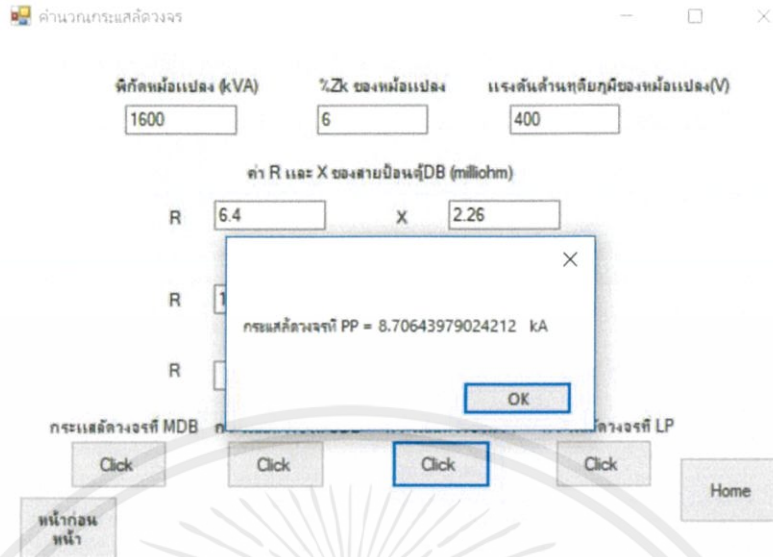 คำนวณกระแสลัดวงจร
พิกัดหม้อแปลง (kVA) %Zk ของหม้อแปลง แรงดันด้านทุติยภูมิของหม้อแปลง(V)
1600 6 400
ค่า R และ X ของสายป้อนตู้DB (milliohm)
R 6.4 X 2.26
R 1
กระแสลัดวงจรที่ PP = 8.70643979024212 kA
R
OK
กระแสลัดวงจรที่ MDB ลัดวงจรที่ LP
Click Click Click Click
Home
หน้าก่อน
หน้า